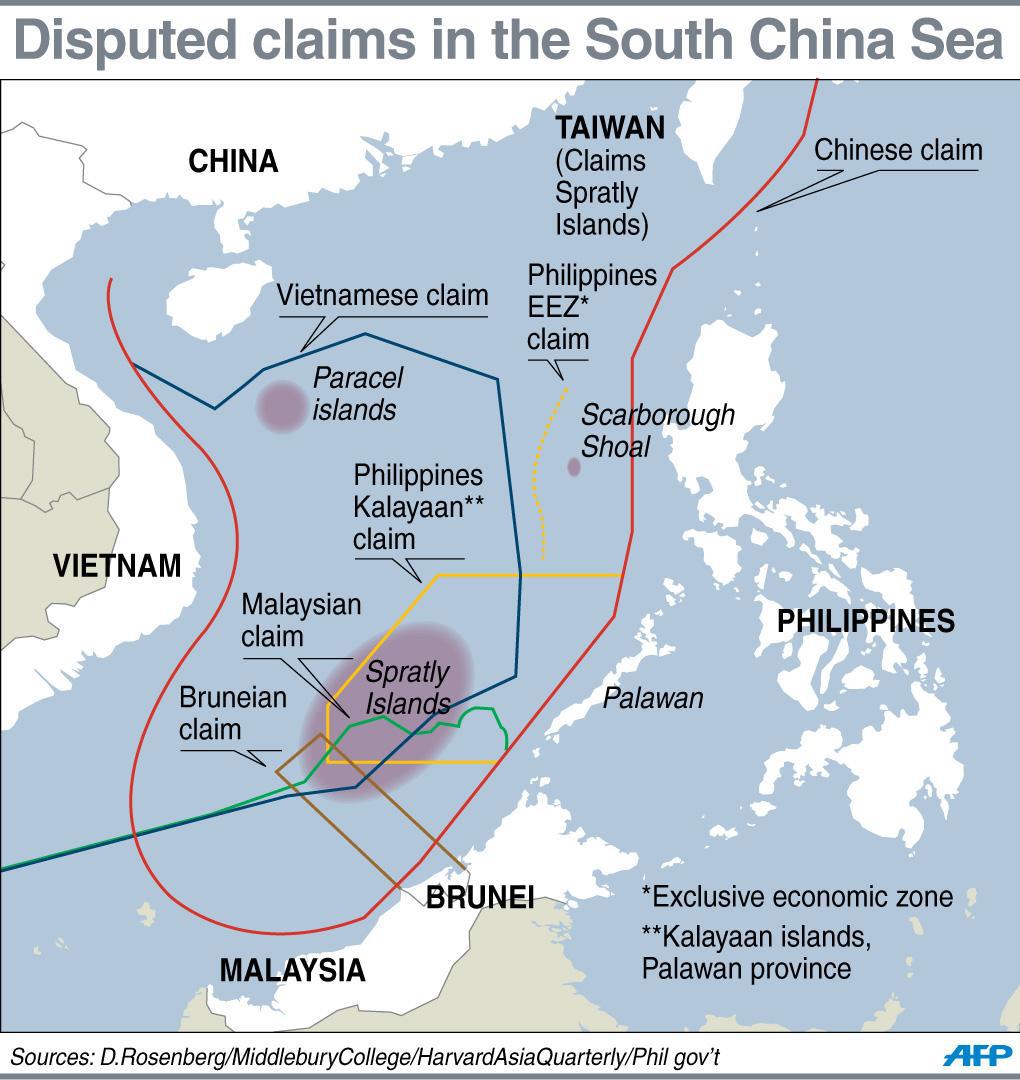 Disputed claims in the South China Sea
CHINA
TAIWAN
(Claims
Spratly
Islands)
Chinese claim
Philippines
EEZ*
claim
Vietnamese claim
Paracel
islands
Scarborough
Shoal
Philippines
Kalayaan**
claim
VIETNAM
Malaysian
claim
PHILIPPINES
Spratly
Islands
Bruneian
claim
Palawan
BRUNEI
*Exclusive economic zone
**Kalayaan islands,
Palawan province
MALAYSIA
Sources: D.Rosenberg/MiddleburyCollege/HarvardAsiaQuarterly/Phil gov't
AFP